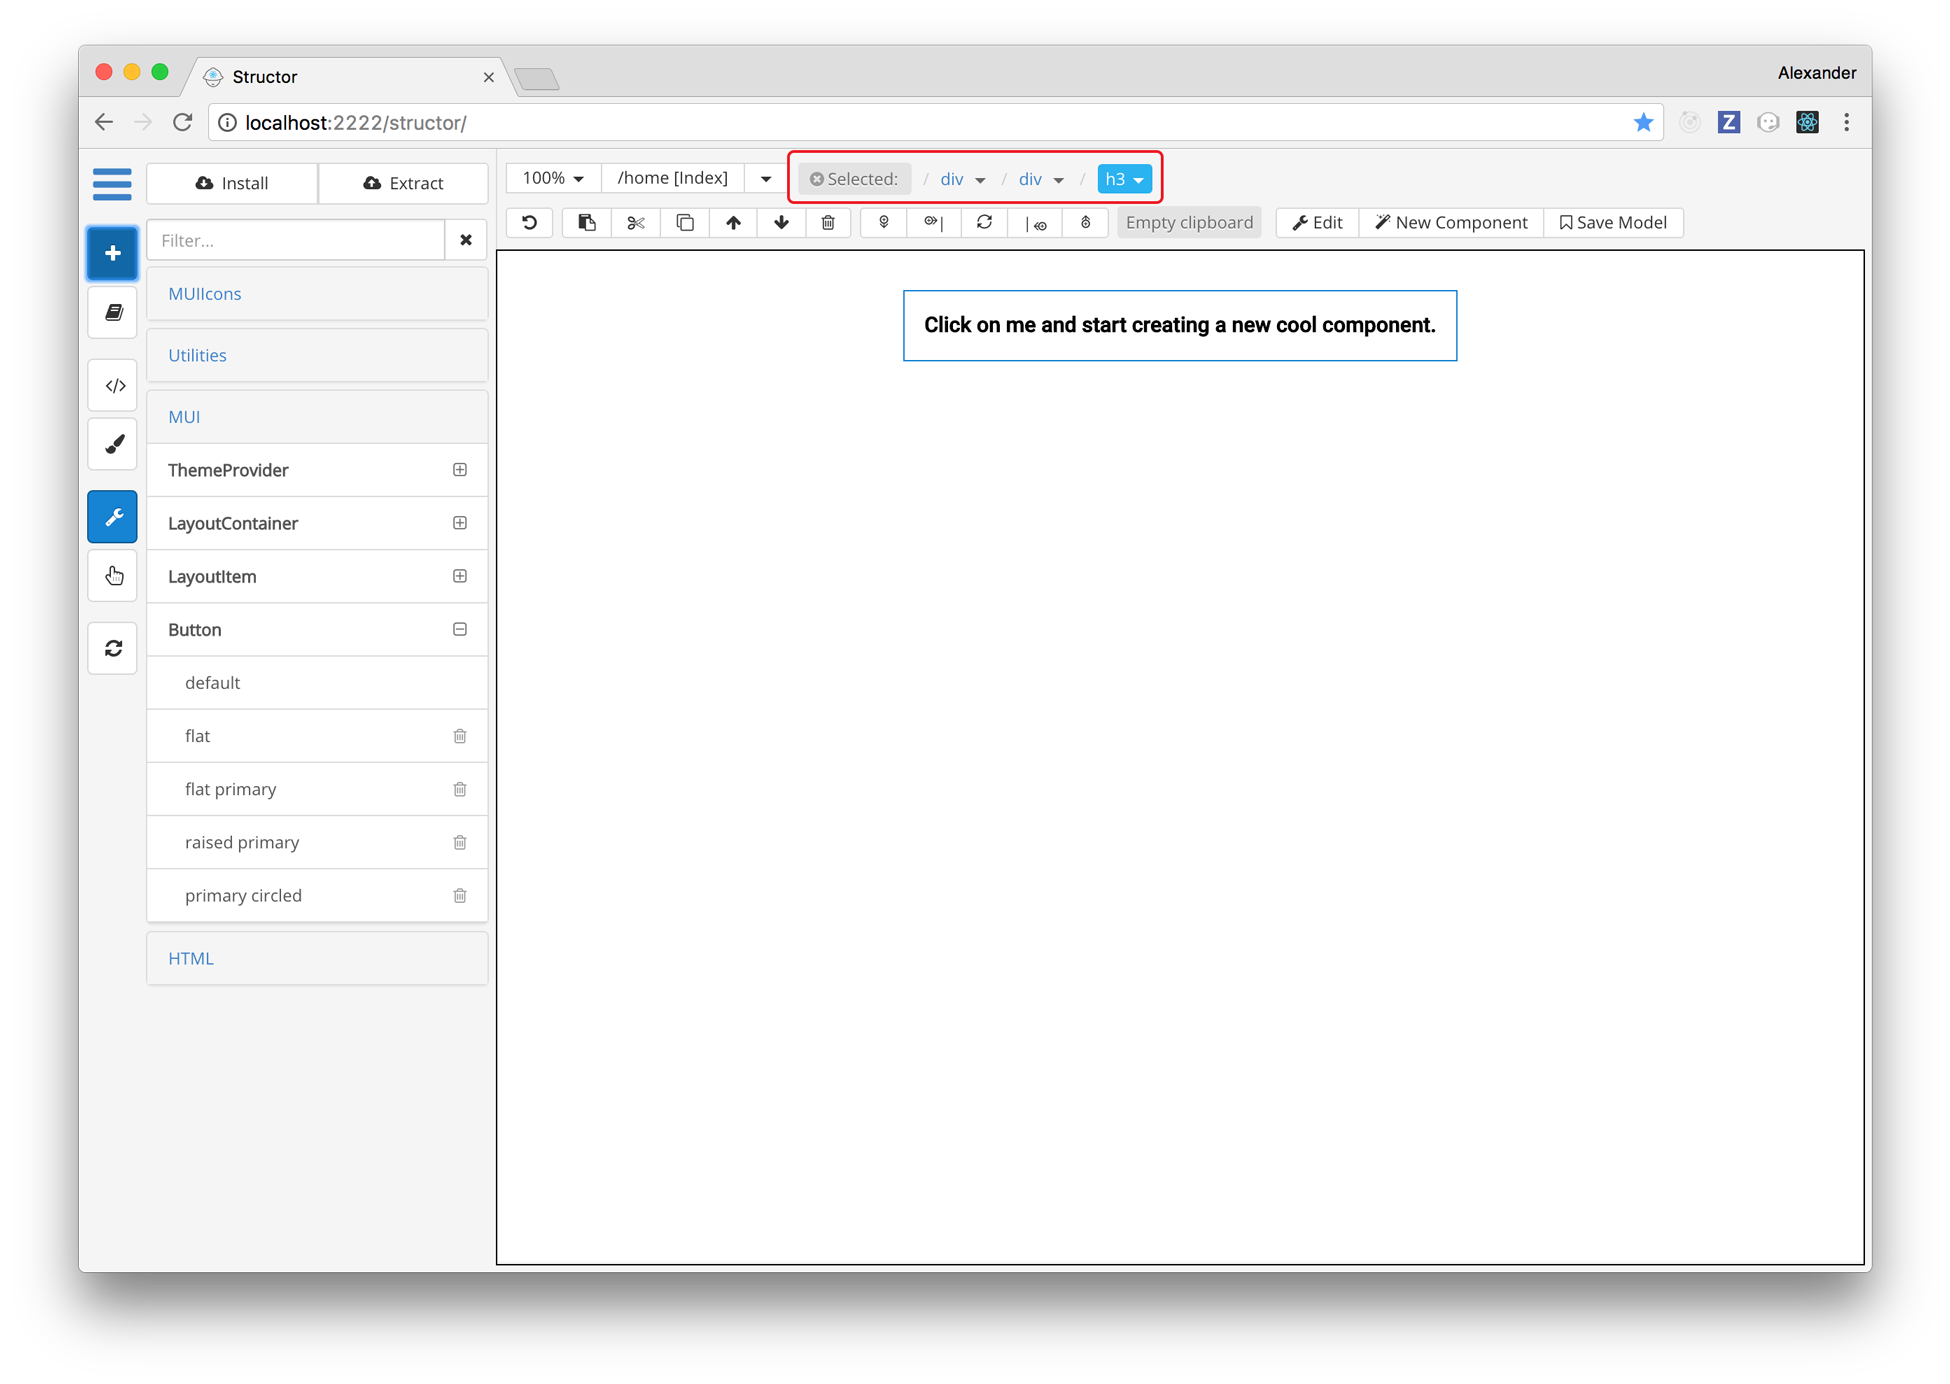 Structor
Alexander
localhost:2222/structor/
Z
Install
Extract
100%
/home [Index]
Selected:
/ div / div / h3
Filter...
Empty clipboard
Edit
New Component
Save Model
MUIIcons
Utilities
MUI
ThemeProvider
LayoutContainer
LayoutItem
Button
default
flat
flat primary
raised primary
primary circled
HTML
Click on me and start creating a new cool component.